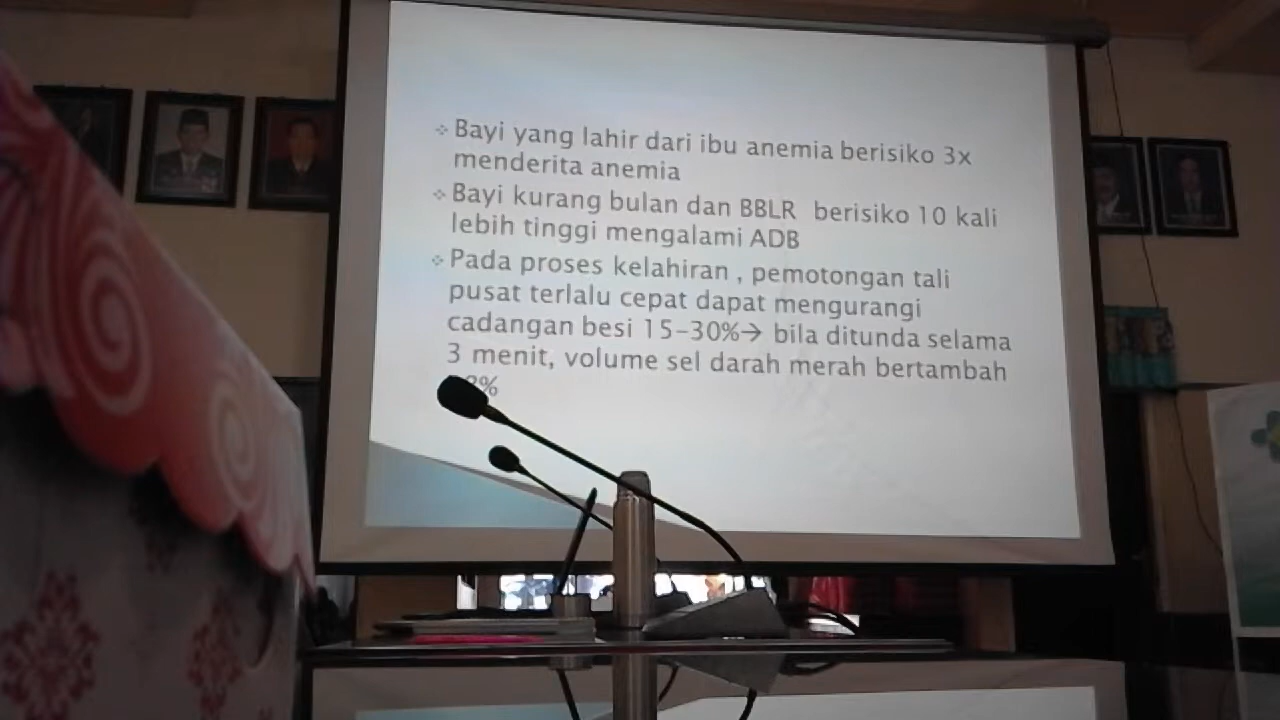 Bayi yang lahir dari ibu anemia berisiko 3x
menderita anemia
Bayi kurang bulan dan BBLR berisiko 10 kali
lebih tinggi mengalami ADB
Pada proses kelahiran , pemotongan tali
pusat terlalu cepat dapat mengurangi
cadangan besi 15-30%→ bila ditunda selama
3 menit, volume sel darah merah bertambah